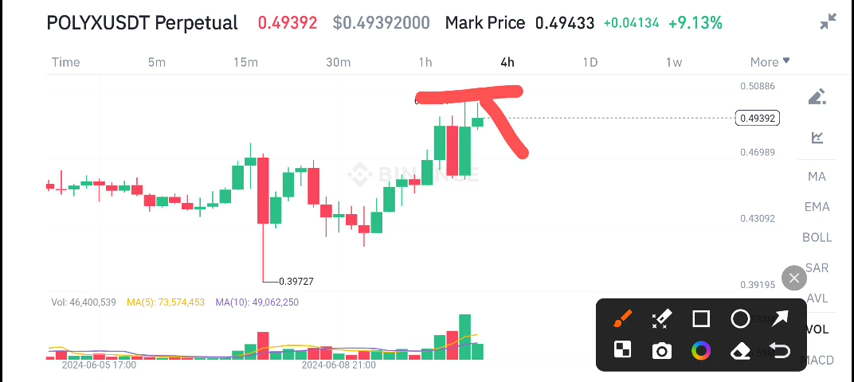 POLYXUSDT Perpetual 0.49392 $0.49392000 Mark Price 0.49433 +0.04134 +9.13%
Time 5m 15m 30m 1h 4h 1D 1w More
0.50886
0.49392
0.46989
0.43092
0.39195
BINANCE
0.39727
MA
EMA
BOLL
SAR
AVL
VOL
MACD
Vol: 46,400,539 MA(5): 73,574,453 MA(10): 49,062,250
2024-06-05 17:00 2024-06-08 21:00